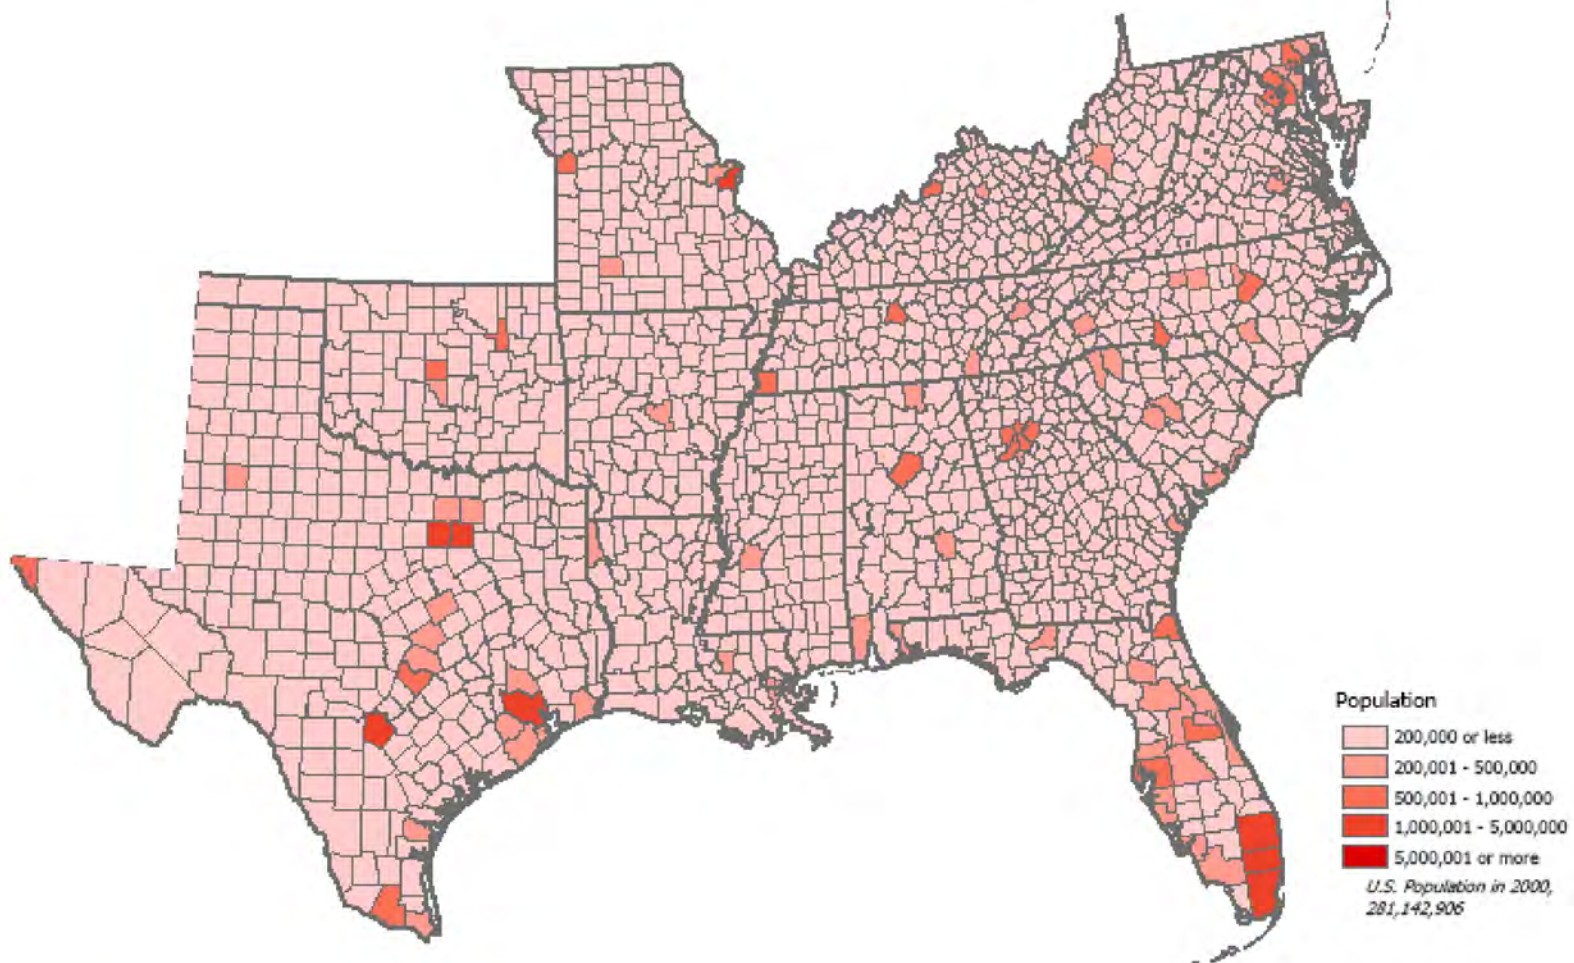 Population
200,000 or less
200,001 - 500,000
500,001 - 1,000,000
1,000,001 - 5,000,000
5,000,001 or more
U.S. Population in 2000,
281,142,906